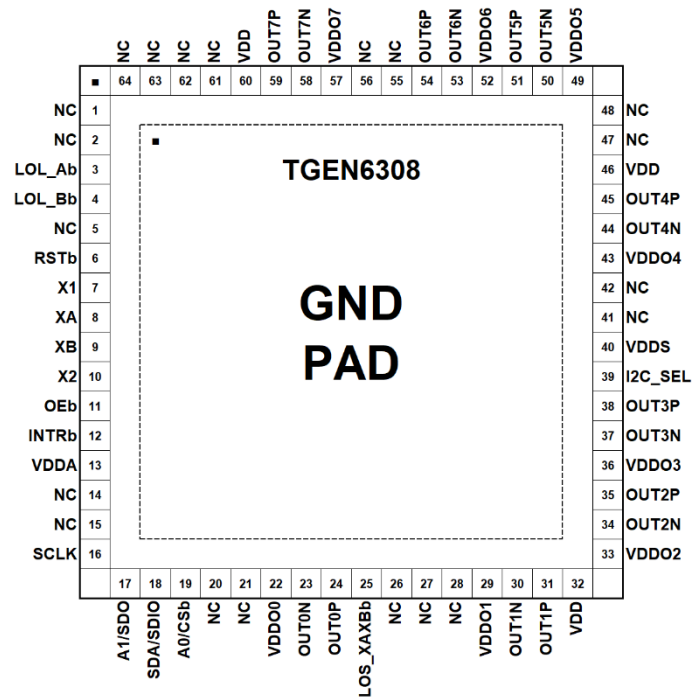 NC NC NC NC VDD OUT7P OUT7N VDDO7 NC NC OUT6P OUT6N VDDO6 OUT5P OUT5N VDDO5
64 63 62 61 60 59 58 57 56 55 54 53 52 51 50 49
NC 1 48 NC
NC 2 47 NC
LOL_Ab 3 TGEN6308 46 VDD
LOL_Bb 4 45 OUT4P
NC 5 44 OUT4N
RSTb 6 43 VDDO4
X1 7 GND 42 NC
XA 8 41 NC
XB 9 PAD 40 VDDS
X2 10 39 I2C_SEL
OEb 11 38 OUT3P
INTRb 12 37 OUT3N
VDDA 13 36 VDDO3
NC 14 35 OUT2P
NC 15 34 OUT2N
SCLK 16 33 VDDO2
17 18 19 20 21 22 23 24 25 26 27 28 29 30 31 32
A1/SDO SDA/SDIO A0/CSb NC NC VDDO0 OUT0N OUT0P LOS_XAXBb NC NC NC VDDO1 OUT1N OUT1P VDD